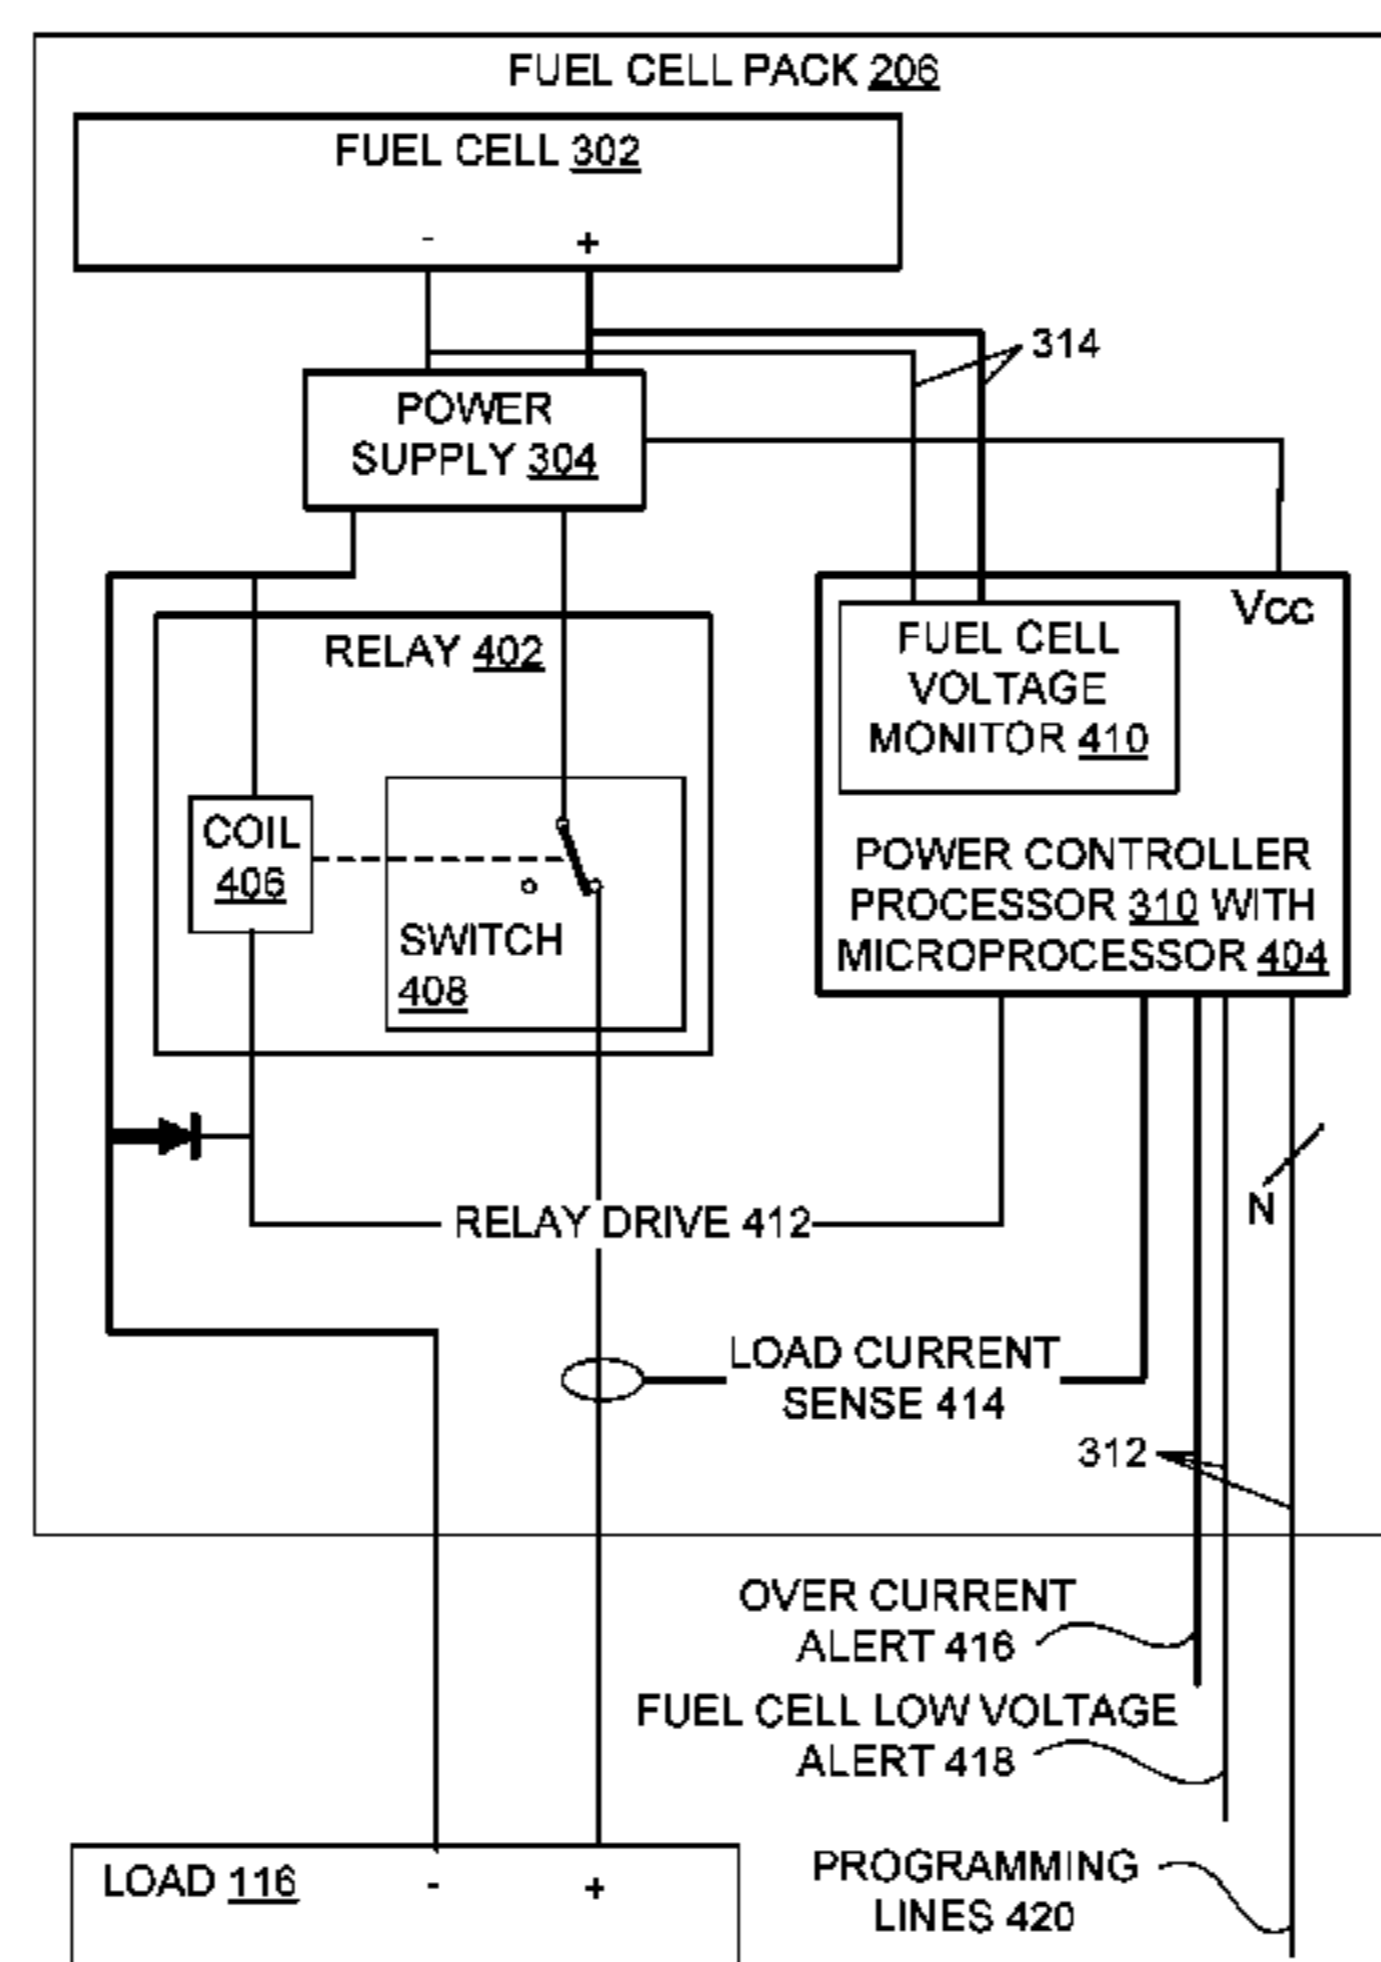 FUEL CELL PACK 206
FUEL CELL 302
- +
314
POWER
SUPPLY 304
Vcc
RELAY 402
FUEL CELL
VOLTAGE
MONITOR 410
COIL
406
SWITCH
408
POWER CONTROLLER
PROCESSOR 310 WITH
MICROPROCESSOR 404
N
RELAY DRIVE 412
LOAD CURRENT
SENSE 414
312
OVER CURRENT
ALERT 416
FUEL CELL LOW VOLTAGE
ALERT 418
LOAD 116 - +
PROGRAMMING
LINES 420